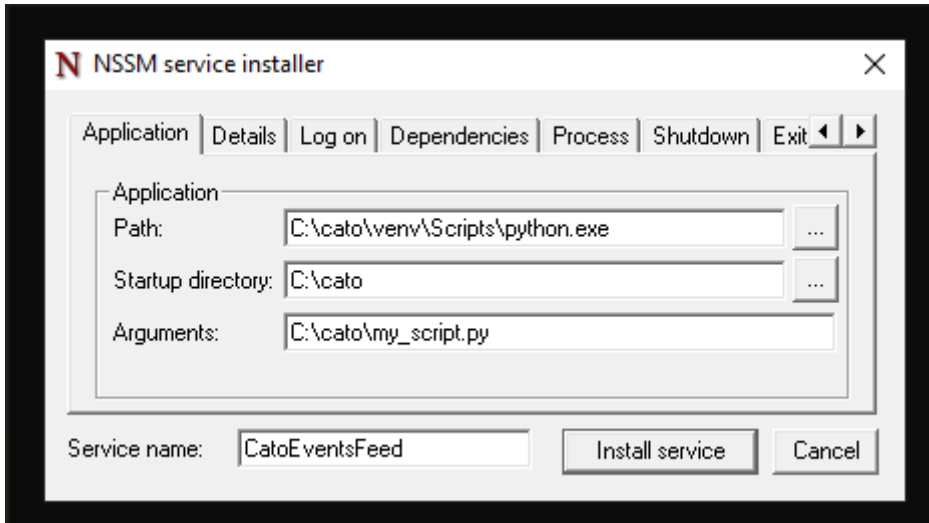 N NSSM service installer
Application Details Log on Dependencies Process Shutdown Exit
Application
Path: C:\cato\venv\Scripts\python.exe ...
Startup directory: C:\cato ...
Arguments: C:\cato\my_script.py
Service name: CatoEventsFeed Install service Cancel